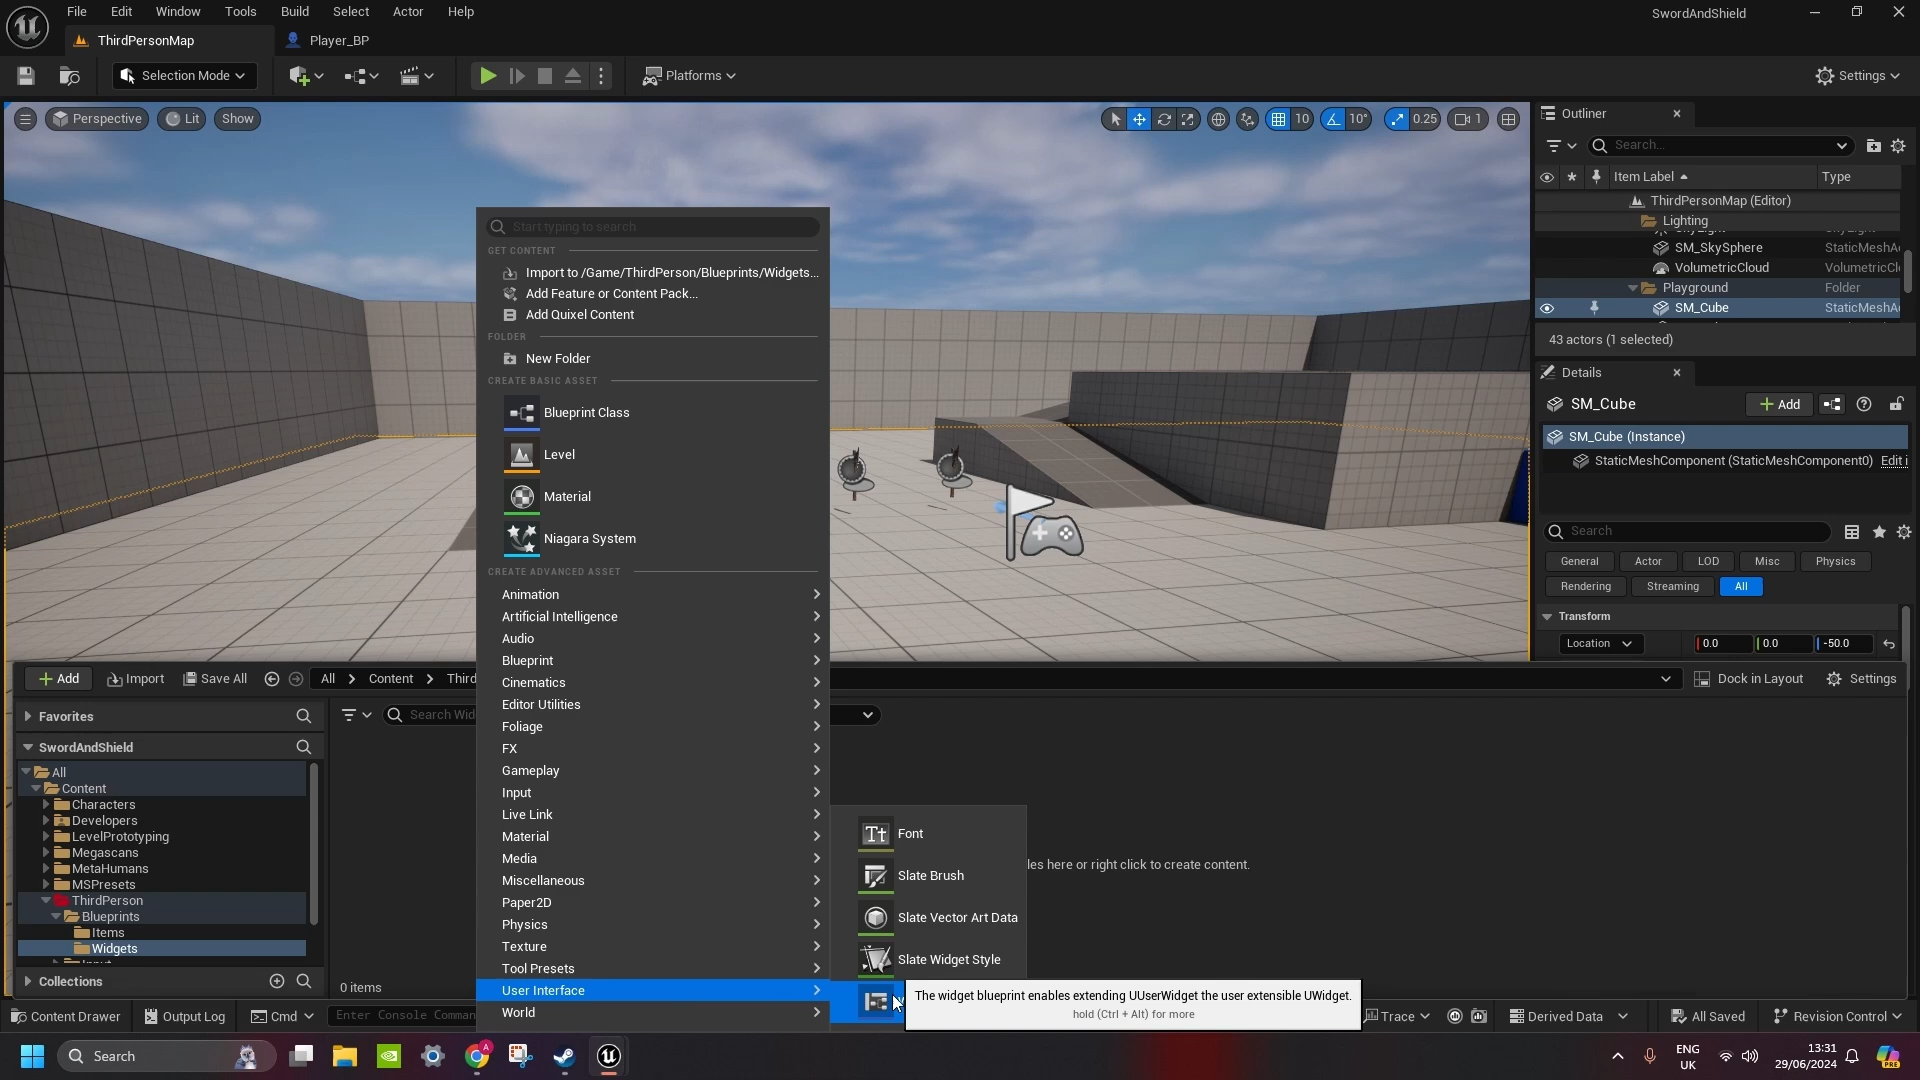 File Edit Window Tools Build Select Actor Help
SwordAndShield
ThirdPersonMap
Player_BP
Selection Mode
Platforms
Settings
Perspective
Lit
Show
10
10°
0.25
1
Outliner
Search...
Item Label
Type
ThirdPersonMap (Editor)
Lighting
SM_SkySphere
StaticMeshA
VolumetricCloud
VolumetricCl
Playground
Folder
SM_Cube
StaticMeshA
43 actors (1 selected)
Details
SM_Cube
Add
SM_Cube (Instance)
StaticMeshComponent (StaticMeshComponent0)
Edit i
Search
General
Actor
LOD
Misc
Physics
Rendering
Streaming
All
Transform
Location
0.0
0.0
-50.0
Start typing to search
GET CONTENT
Import to /Game/ThirdPerson/Blueprints/Widgets...
Add Feature or Content Pack...
Add Quixel Content
FOLDER
New Folder
CREATE BASIC ASSET
Blueprint Class
Level
Material
Niagara System
CREATE ADVANCED ASSET
Animation
Artificial Intelligence
Audio
Blueprint
Cinematics
Editor Utilities
Foliage
FX
Gameplay
Input
Live Link
Material
Media
Miscellaneous
Paper2D
Physics
Texture
Tool Presets
User Interface
World
Font
Slate Brush
Slate Vector Art Data
Slate Widget Style
The widget blueprint enables extending UUserWidget the user extensible UWidget.
hold (Ctrl + Alt) for more
Add
Import
Save All
All
Content
Third
Dock in Layout
Settings
Favorites
Search Wid
SwordAndShield
All
Content
Characters
Developers
LevelPrototyping
Megascans
MetaHumans
MSPresets
ThirdPerson
Blueprints
Items
Widgets
Collections
0 items
les here or right click to create content.
Content Drawer
Output Log
Cmd
Enter Console Comman
Trace
Derived Data
All Saved
Revision Control
Search
ENG
UK
13:31
29/06/2024